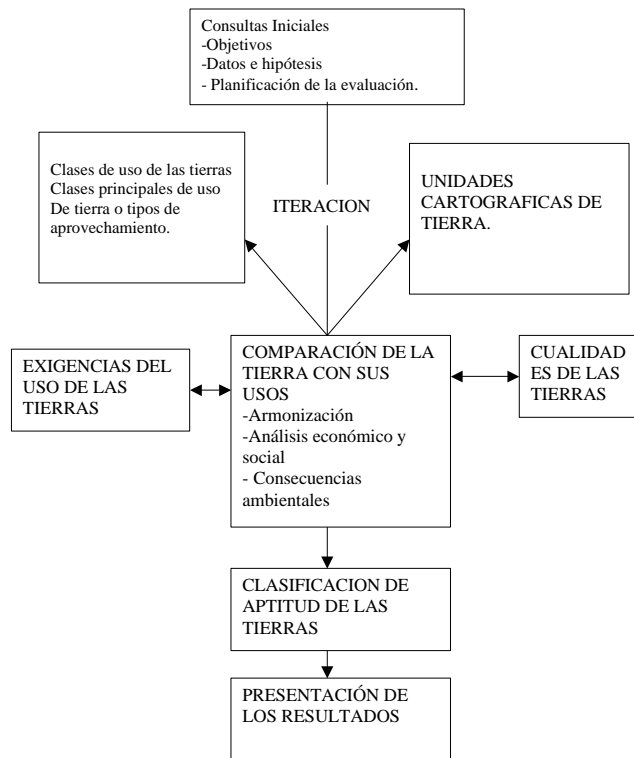 Consultas Iniciales
-Objetivos
-Datos e hipótesis
- Planificación de la evaluación.
Clases de uso de las tierras
Clases principales de uso
De tierra o tipos de
aprovechamiento.
ITERACION
UNIDADES
CARTOGRAFICAS DE
TIERRA.
EXIGENCIAS DEL
USO DE LAS
TIERRAS
COMPARACIÓN DE LA
TIERRA CON SUS
USOS
-Armonización
-Análisis económico y
social
- Consecuencias
ambientales
CUALIDAD
ES DE LAS
TIERRAS
CLASIFICACION DE
APTITUD DE LAS
TIERRAS
PRESENTACIÓN DE
LOS RESULTADOS